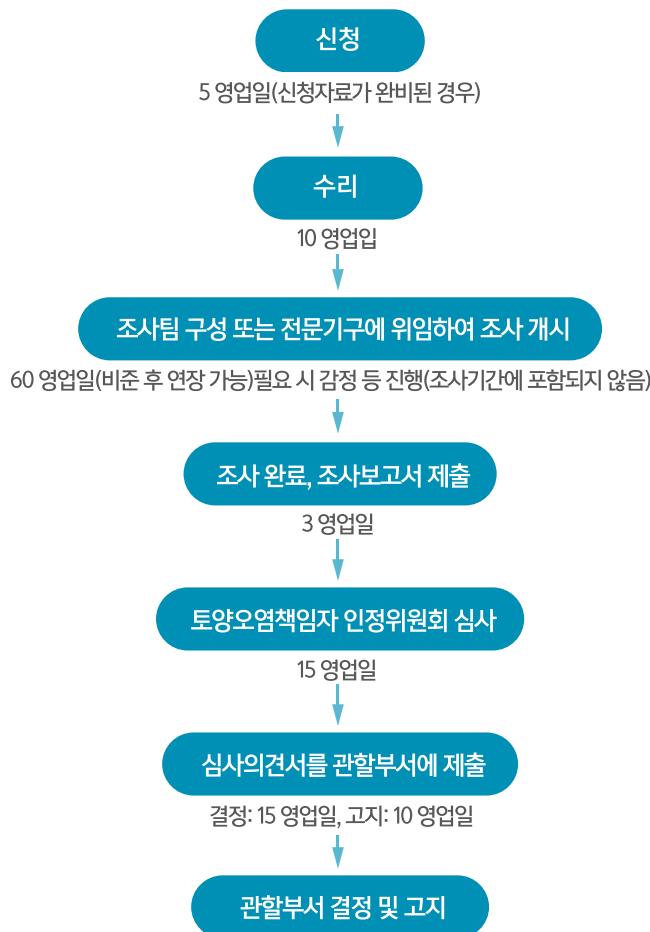 신청
5 영업일(신청자료가 완비된 경우)
수리
10 영업입
조사팀 구성 또는 전문기구에 위임하여 조사 개시
60 영업일(비준 후 연장 가능)필요 시 감정 등 진행(조사기간에 포함되지 않음)
조사 완료, 조사보고서 제출
3 영업일
토양오염책임자 인정위원회 심사
15 영업일
심사의견서를 관할부서에 제출
결정: 15 영업일, 고지: 10 영업일
관할부서 결정 및 고지